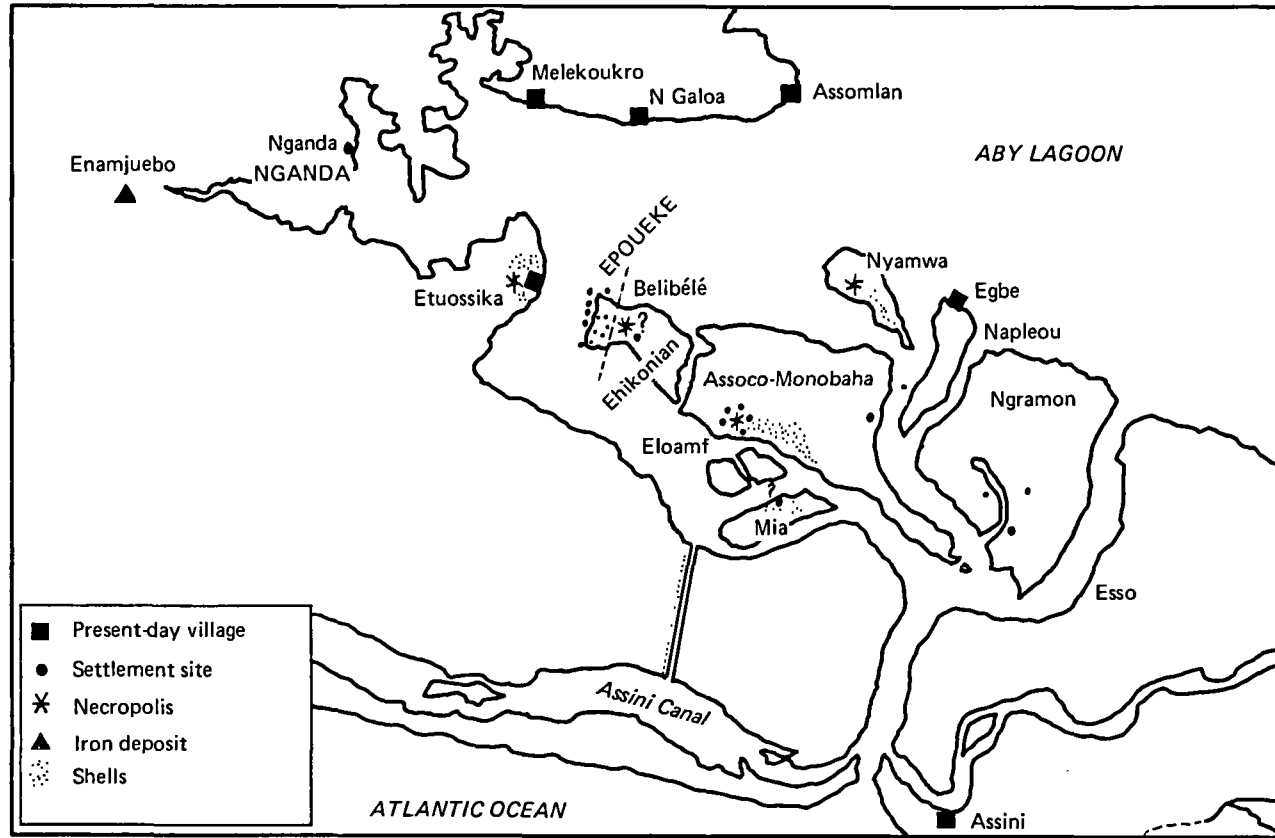 Melekoukro
N Galoa
Assomlan
Nganda
NGANDA
Enamjuebo
ABY LAGOON
EPOUEKE
Etuossika
Belibélé
?
Ehikonian
Nyamwa
Egbe
Napleou
Assoco-Monobaha
Ngramon
Eloamf
?
Mia
Esso
Present-day village
Settlement site
Necropolis
Iron deposit
Shells
Assini Canal
ATLANTIC OCEAN
Assini